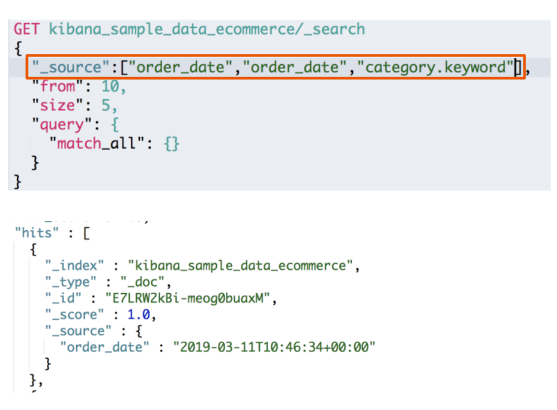 GET kibana_sample_data_ecommerce/_search
{
"_source":["order_date","order_date","category.keyword"],
"from": 10,
"size": 5,
"query": {
"match_all": {}
}
}
"hits" : [
{
"_index" : "kibana_sample_data_ecommerce",
"_type" : "_doc",
"_id" : "E7LRW2kBi-meog0buaxM",
"_score" : 1.0,
"_source" : {
"order_date" : "2019-03-11T10:46:34+00:00"
}
},